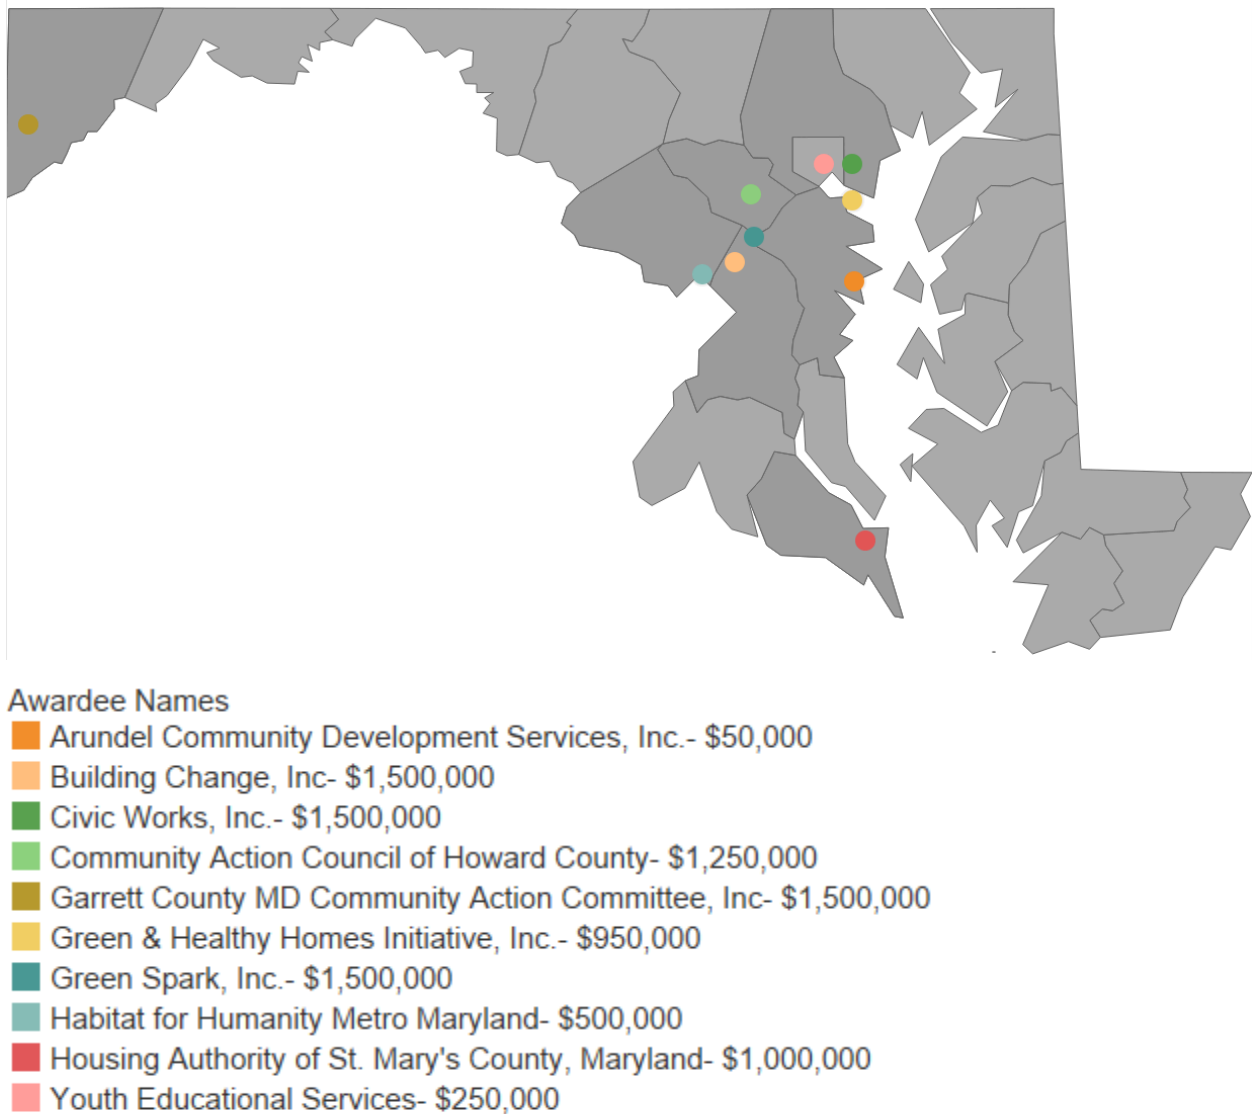 Awardee Names
Arundel Community Development Services, Inc.- $50,000
Building Change, Inc- $1,500,000
Civic Works, Inc.- $1,500,000
Community Action Council of Howard County- $1,250,000
Garrett County MD Community Action Committee, Inc- $1,500,000
Green & Healthy Homes Initiative, Inc.- $950,000
Green Spark, Inc.- $1,500,000
Habitat for Humanity Metro Maryland- $500,000
Housing Authority of St. Mary's County, Maryland- $1,000,000
Youth Educational Services- $250,000